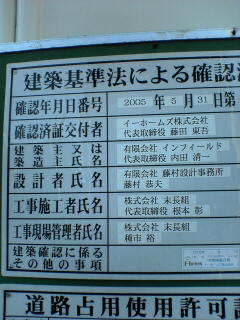 建築基準法による確認済
確認年月日番号
2005 年 5 月 31 日 第
確認済証交付者
イーホームズ株式会社
代表取締役 藤田 東吾
建築主又は
築造主氏名
有限会社 インフィールド
代表取締役 内田 清一
設計者氏名
有限会社 藤村設計事務所
藤村 恭夫
工事施工者氏名
株式会社 末長組
代表取締役 根本 彰
工事現場管理者氏名
株式会社 末長組
種市 裕
建築確認に係る
その他の事項
道路占用使用許可